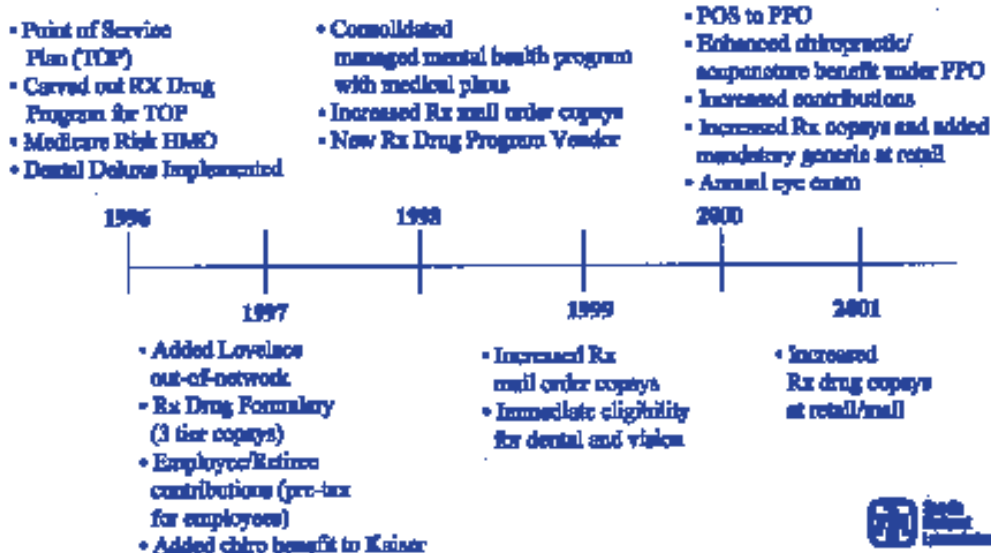 • Point of Service
Plan (TOP)
• Carved out RX Drug
Program for TOP
• Medicare Risk HMO
• Dental Deluxe Implemented
• Consolidated
managed mental health program
with medical plans
• Increased Rx mail order copays
• New Rx Drug Program Vendor
• POS to PPO
• Enhanced chiropractic/
acupuncture benefit under PPO
• Increased contributions
• Increased Rx copays and added
mandatory generic at retail
• Annual eye exam
1996
1998
2000
1997
1999
2001
• Added Lovelace
out-of-network
• Rx Drug Formulary
(3 tier copays)
• Employee/Retiree
contributions (pre-tax
for employees)
• Added chiro benefit to Kaiser
• Increased Rx
mail order copays
• Immediate eligibility
for dental and vision
• Increased
Rx drug copays
at retail/mail